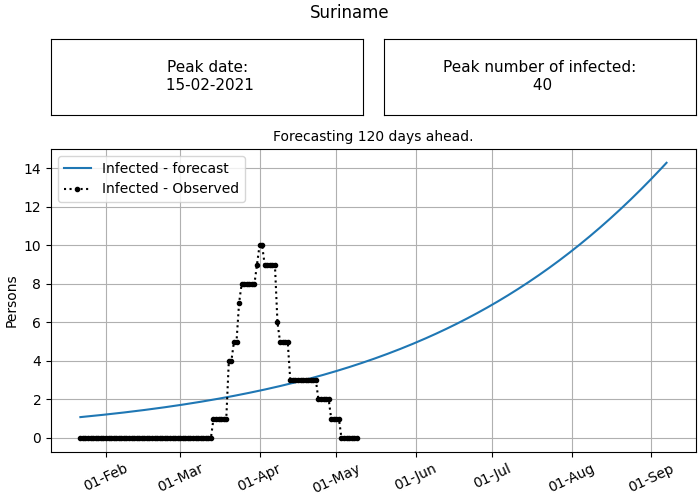 Suriname
Peak date:
15-02-2021
Peak number of infected:
40
Forecasting 120 days ahead.
Infected - forecast
Infected - Observed
Persons
14
12
10
8
6
4
2
0
01-Feb
01-Mar
01-Apr
01-May
01-Jun
01-Jul
01-Aug
01-Sep